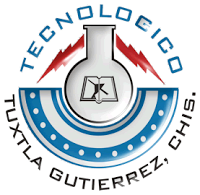 TECNOLOGICO
TUXTLA GUTIERREZ, CHIS.